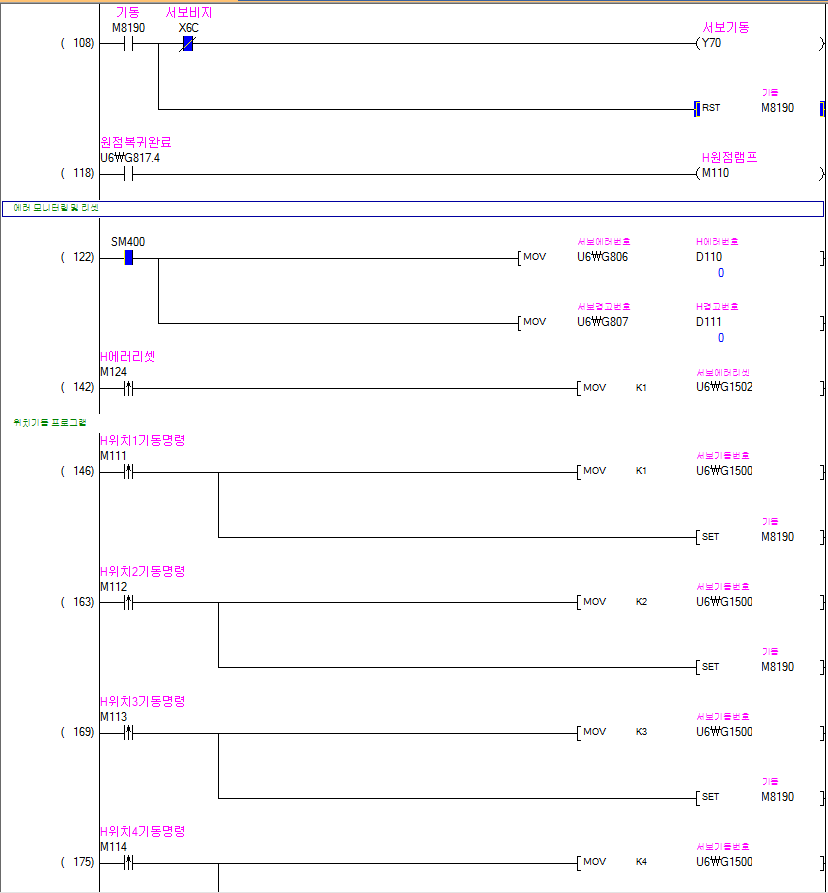 기동 서보비지
M8190 X6C 서보기동
( 108) Y70
기동
RST M8190
원점복귀완료
U6₩G817.4 H원점램프
( 118) M110
에러 모니터링 및 리셋
SM400 서보에러번호 H에러번호
( 122) MOV U6₩G806 D110
0
서보경고번호 H경고번호
MOV U6₩G807 D111
0
H에러리셋
M124 서보에러리셋
( 142) MOV K1 U6₩G1502
위치기동 프로그램
H위치1기동명령
M111 서보기동번호
( 146) MOV K1 U6₩G1500
기동
SET M8190
H위치2기동명령
M112 서보기동번호
( 163) MOV K2 U6₩G1500
기동
SET M8190
H위치3기동명령
M113 서보기동번호
( 169) MOV K3 U6₩G1500
기동
SET M8190
H위치4기동명령
M114 서보기동번호
( 175) MOV K4 U6₩G1500